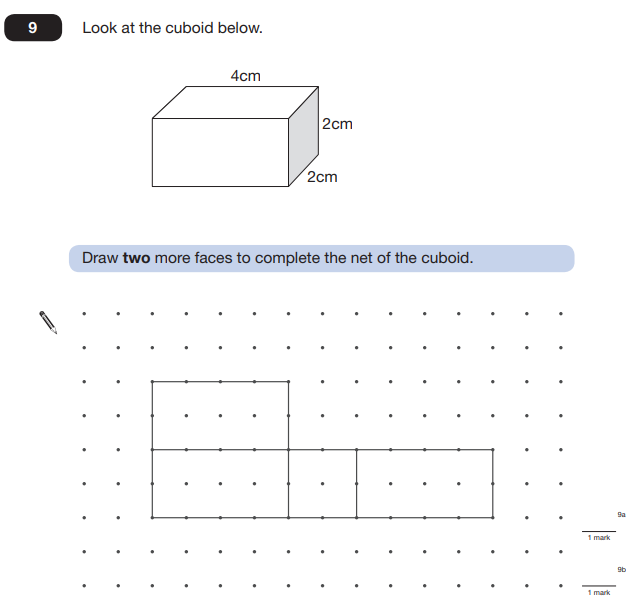 9
Look at the cuboid below.
4cm
2cm
2cm
Draw two more faces to complete the net of the cuboid.
9a
1 mark
9b
1 mark